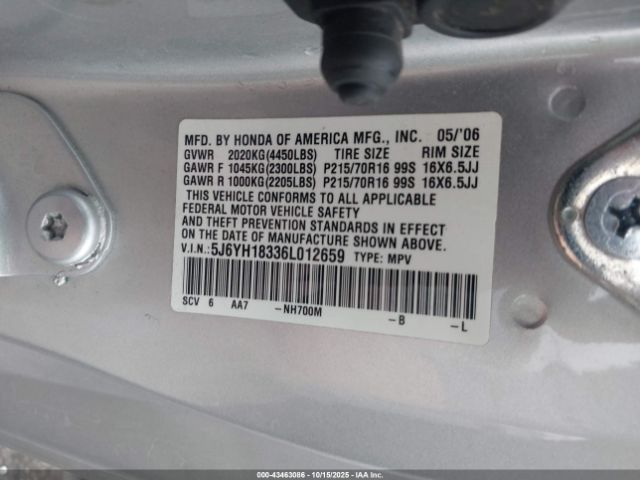 MFD. BY HONDA OF AMERICA MFG., INC. 05/'06
GVWR 2020KG(4450LBS) TIRE SIZE RIM SIZE
GAWR F 1045KG(2300LBS) P215/70R16 99S 16X6.5JJ
GAWR R 1000KG(2205LBS) P215/70R16 99S 16X6.5JJ
THIS VEHICLE CONFORMS TO ALL APPLICABLE
FEDERAL MOTOR VEHICLE SAFETY
AND THEFT PREVENTION STANDARDS IN EFFECT
ON THE DATE OF MANUFACTURE SHOWN ABOVE.
V.I.N.: 5J6YH18336L012659 TYPE: MPV
SCV 6 AA7 -NH700M -B -L
000-43463086 - 10/15/2025 - COPYRIGHT IAA, LLC.